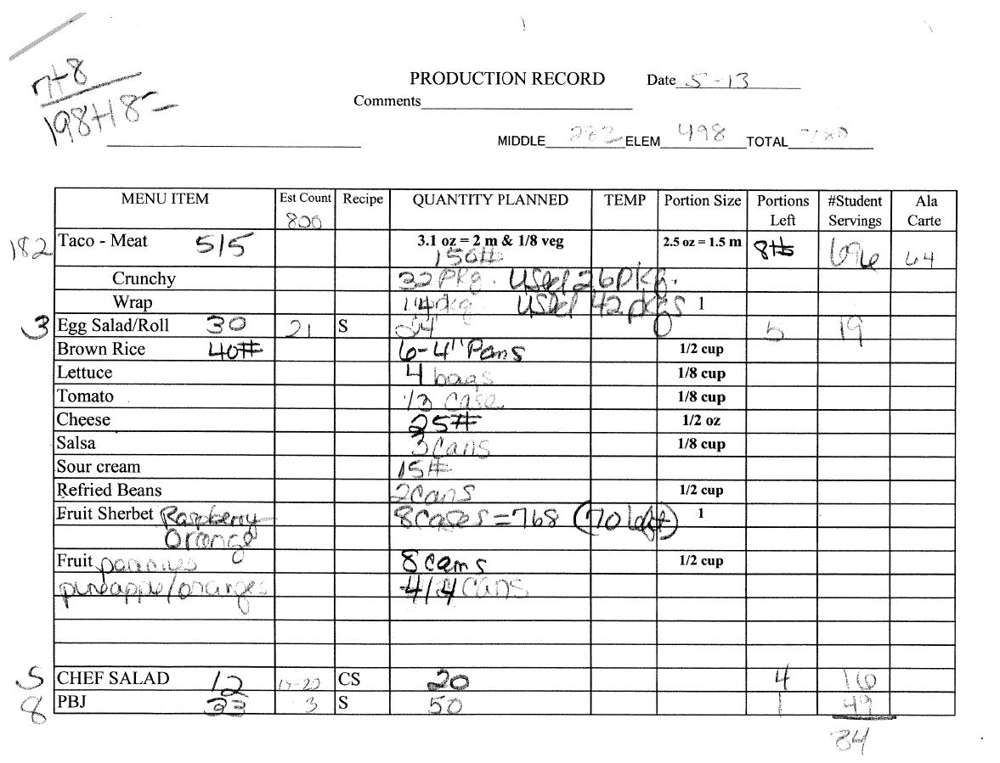 7+8
198+18=
PRODUCTION RECORD Date 5-13
Comments
MIDDLE 282 ELEM 498 TOTAL 780
MENU ITEM Est Count Recipe QUANTITY PLANNED TEMP Portion Size Portions Left #Student Servings Ala Carte
800
182 Taco - Meat 515 3.1 oz = 2 m & 1/8 veg 150# 2.5 oz = 1.5 m 8# 696 64
Crunchy 32 pkg. used 26 pkg.
Wrap pkg used 42 pkgs 1
3 Egg Salad/Roll 30 21 S 24 5 19
Brown Rice 40# 6-4" Pans 1/2 cup
Lettuce 4 bags 1/8 cup
Tomato 1/3 case 1/8 cup
Cheese 25# 1/2 oz
Salsa 3 cans 1/8 cup
Sour cream 15#
Refried Beans 2 cans 1/2 cup
Fruit Sherbet Raspberry 8 cases = 768 (70 left) 1
Orange
Fruit 8 cans 1/2 cup
pineapple/oranges 4/4 cans
5 CHEF SALAD 12 17-20 CS 20 4 16
8 PBJ 33 3 S 50 1 49
84